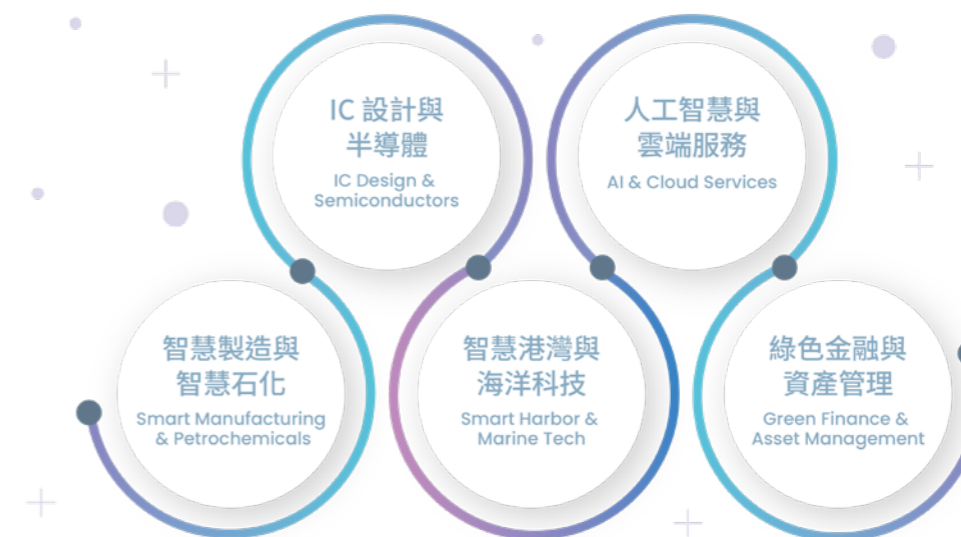 IC 設計與
半導體
IC Design &
Semiconductors
人工智慧與
雲端服務
AI & Cloud Services
智慧製造與
智慧石化
Smart Manufacturing
& Petrochemicals
智慧港灣與
海洋科技
Smart Harbor &
Marine Tech
綠色金融與
資產管理
Green Finance &
Asset Management